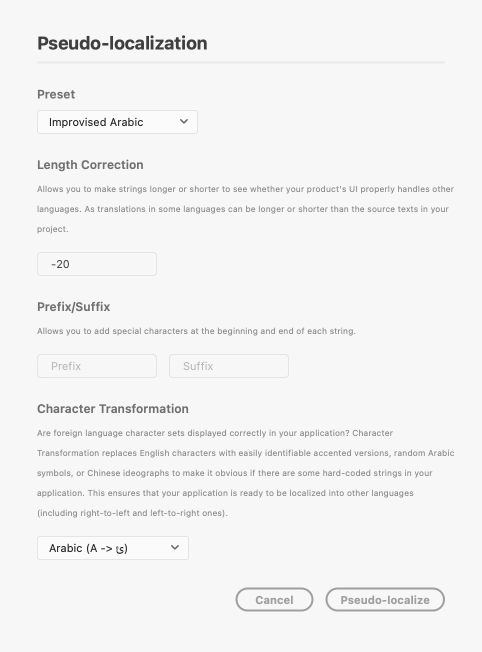 Pseudo-localization
Preset
Improvised Arabic
Length Correction
Allows you to make strings longer or shorter to see whether your product's UI properly handles other
languages. As translations in some languages can be longer or shorter than the source texts in your
project.
-20
Prefix/Suffix
Allows you to add special characters at the beginning and end of each string.
Prefix Suffix
Character Transformation
Are foreign language character sets displayed correctly in your application? Character
Transformation replaces English characters with easily identifiable accented versions, random Arabic
symbols, or Chinese ideographs to make it obvious if there are some hard-coded strings in your
application. This ensures that your application is ready to be localized into other languages
(including right-to-left and left-to-right ones).
Arabic (A -> ئ)
Cancel Pseudo-localize